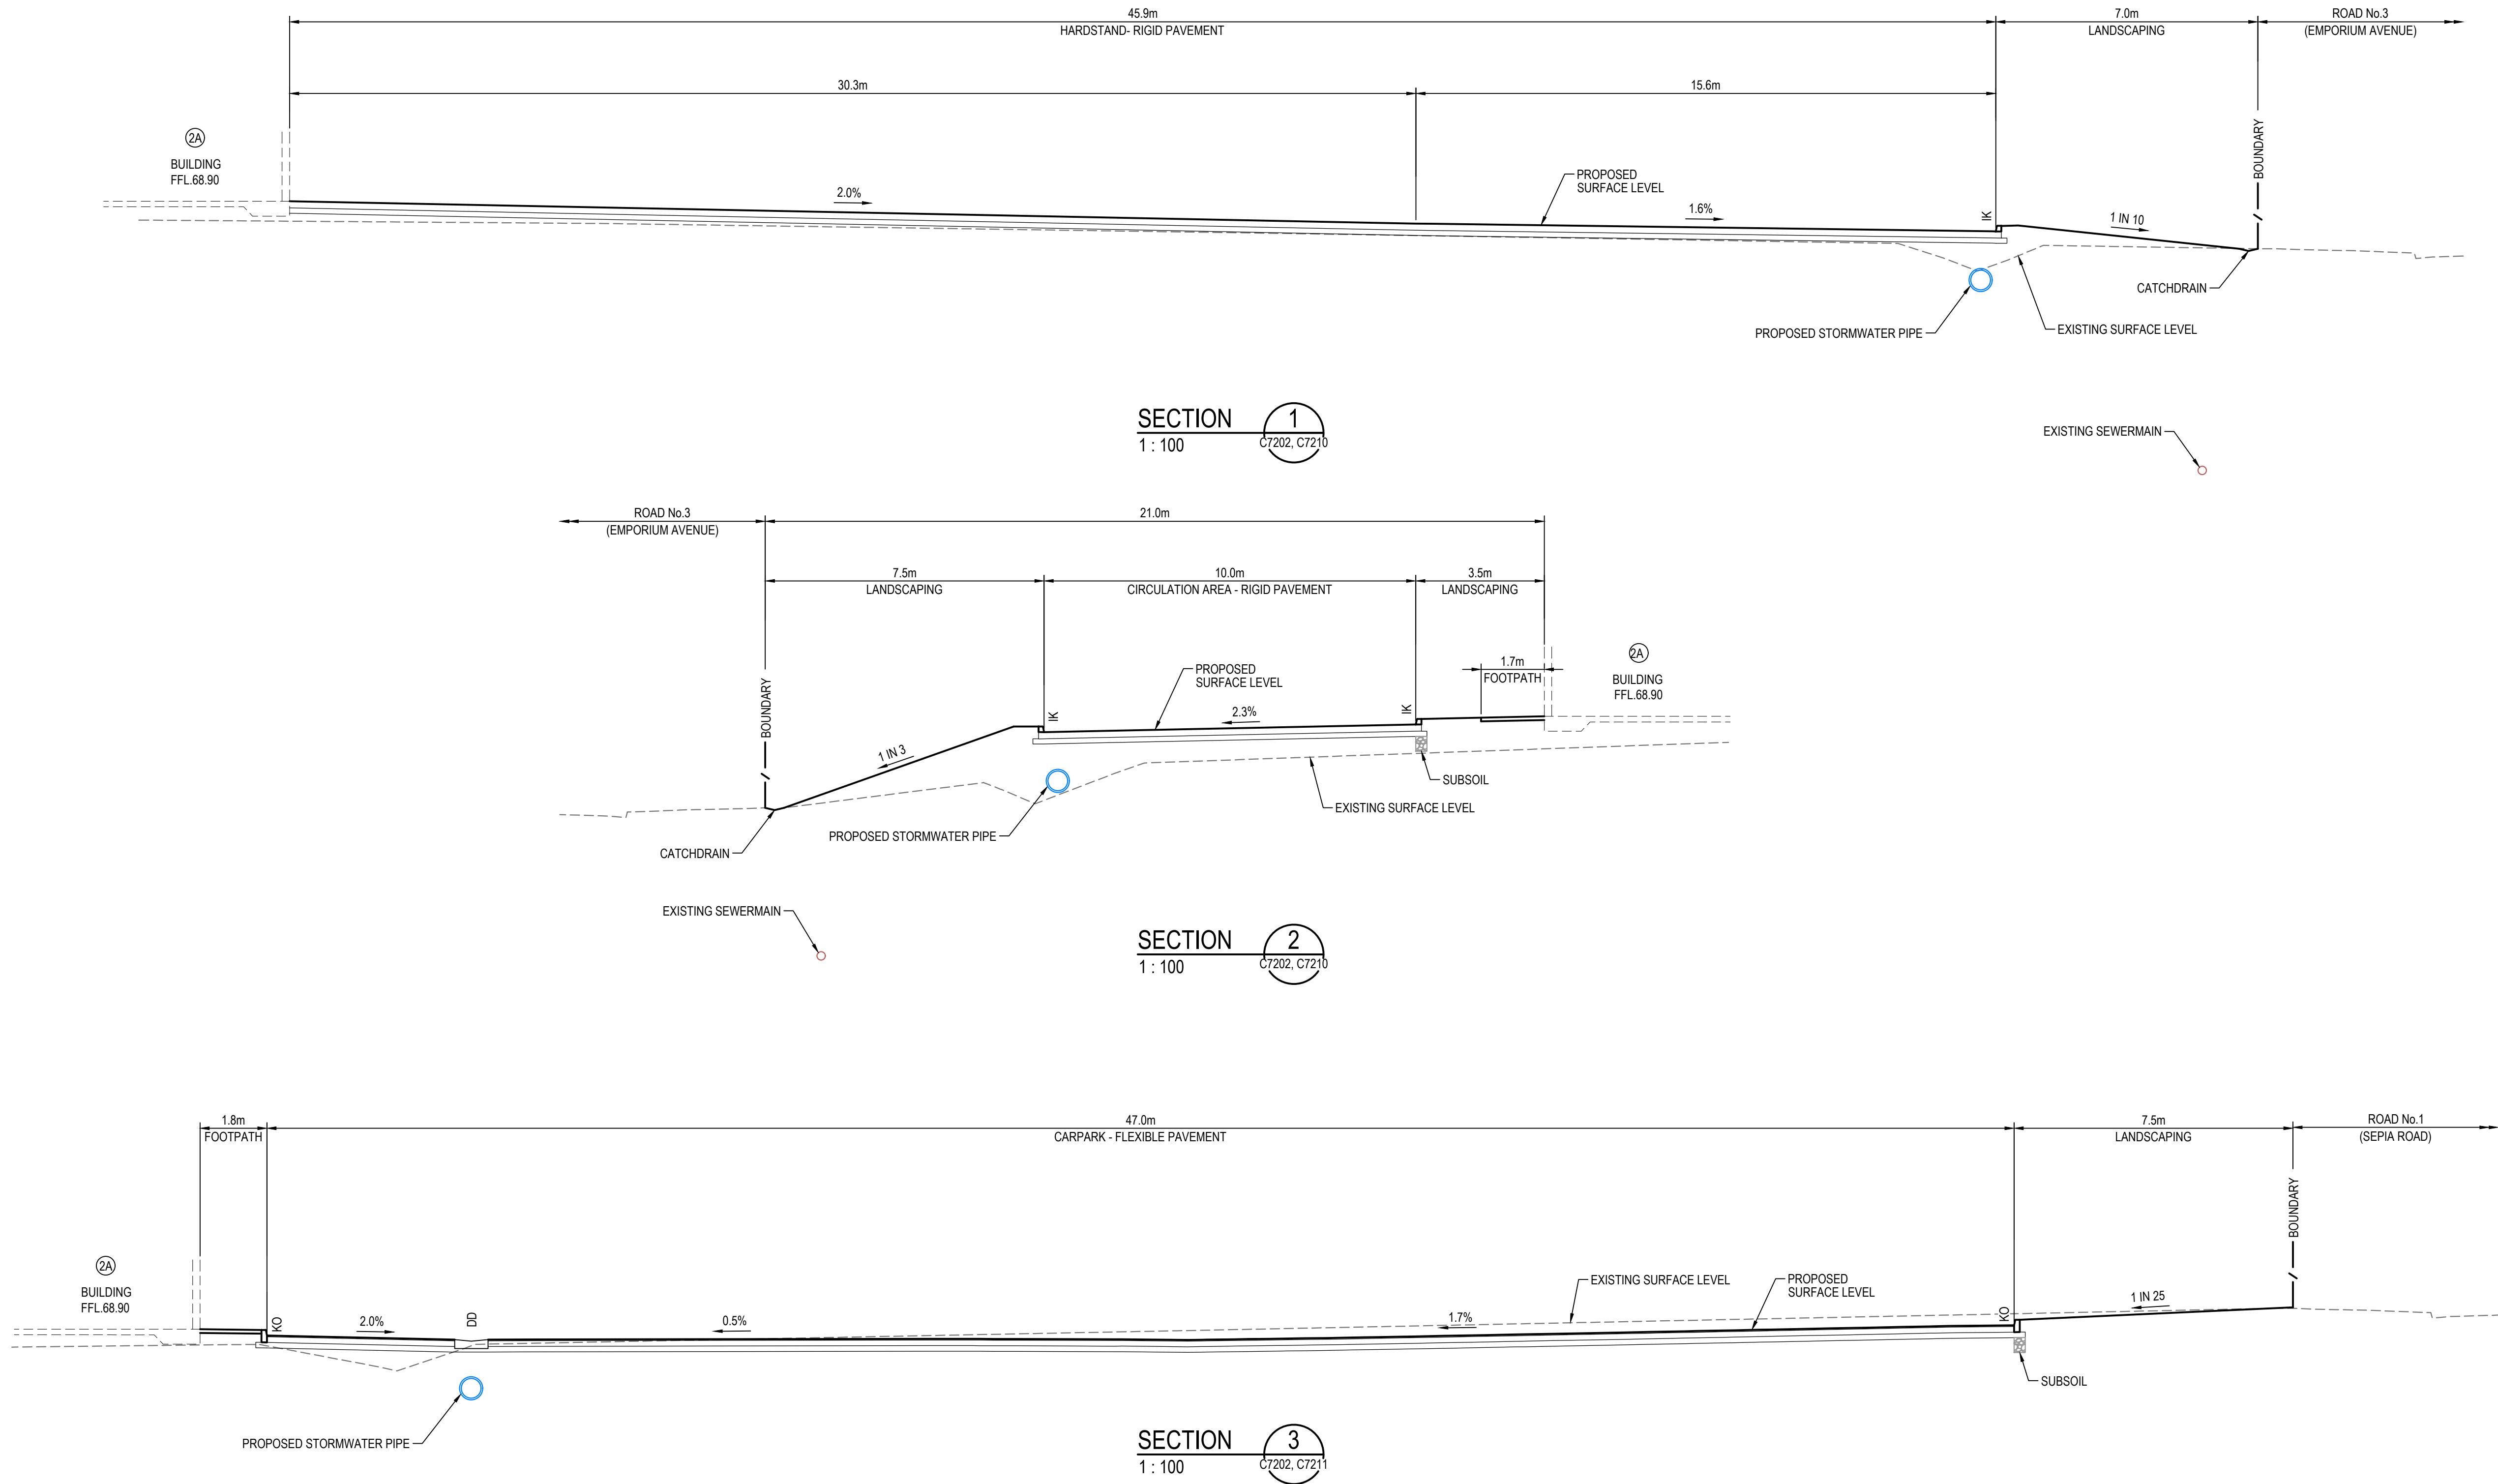 45.9m
HARDSTAND- RIGID PAVEMENT
7.0m
LANDSCAPING
ROAD No.3
(EMPORIUM AVENUE)
30.3m
15.6m
2A
BUILDING
FFL.68.90
2.0%
PROPOSED
SURFACE LEVEL
1.6%
IK
1 IN 10
BOUNDARY
CATCHDRAIN
PROPOSED STORMWATER PIPE
EXISTING SURFACE LEVEL
SECTION
1
1 : 100
C7202, C7210
EXISTING SEWERMAIN
ROAD No.3
(EMPORIUM AVENUE)
21.0m
7.5m
LANDSCAPING
10.0m
CIRCULATION AREA - RIGID PAVEMENT
3.5m
LANDSCAPING
1.7m
FOOTPATH
2A
BUILDING
FFL.68.90
BOUNDARY
1 IN 3
IK
PROPOSED
SURFACE LEVEL
2.3%
IK
SUBSOIL
EXISTING SURFACE LEVEL
PROPOSED STORMWATER PIPE
CATCHDRAIN
EXISTING SEWERMAIN
SECTION
2
1 : 100
C7202, C7210
1.8m
FOOTPATH
47.0m
CARPARK - FLEXIBLE PAVEMENT
7.5m
LANDSCAPING
ROAD No.1
(SEPIA ROAD)
2A
BUILDING
FFL.68.90
KO
2.0%
DD
0.5%
1.7%
EXISTING SURFACE LEVEL
PROPOSED
SURFACE LEVEL
KO
1 IN 25
BOUNDARY
SUBSOIL
PROPOSED STORMWATER PIPE
SECTION
3
1 : 100
C7202, C7211